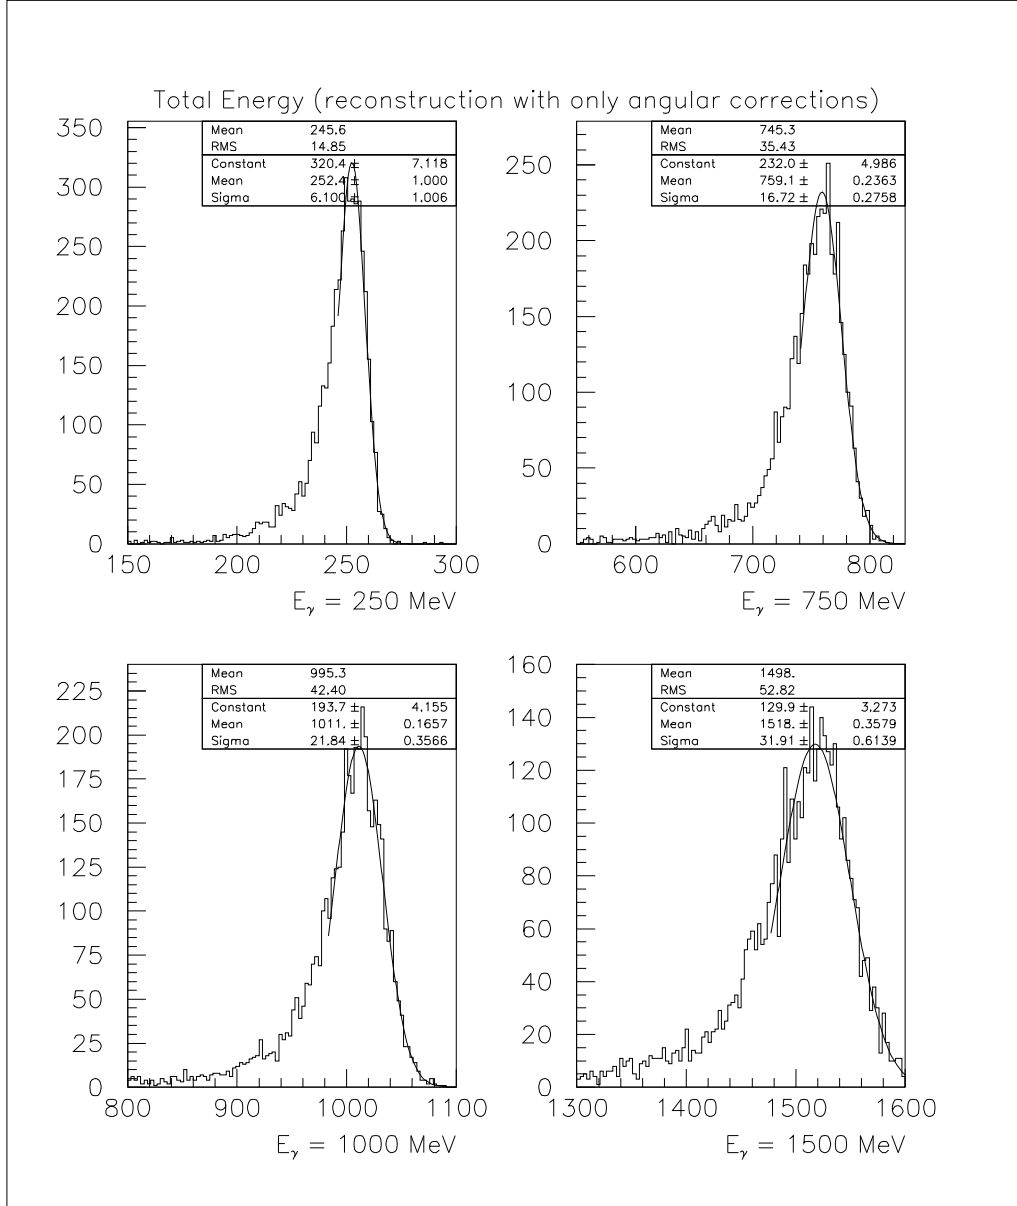 Total Energy (reconstruction with only angular corrections)
Mean 245.6
RMS 14.85
Constant 320.4 ± 7.118
Mean 252.4 ± 1.000
Sigma 6.100 ± 1.006
350
300
250
200
150
100
50
0
150 200 250 300
E_γ = 250 MeV
Mean 745.3
RMS 35.43
Constant 232.0 ± 4.986
Mean 759.1 ± 0.2363
Sigma 16.72 ± 0.2758
250
200
150
100
50
0
600 700 800
E_γ = 750 MeV
Mean 995.3
RMS 42.40
Constant 193.7 ± 4.155
Mean 1011. ± 0.1657
Sigma 21.84 ± 0.3566
225
200
175
150
125
100
75
50
25
0
800 900 1000 1100
E_γ = 1000 MeV
Mean 1498.
RMS 52.82
Constant 129.9 ± 3.273
Mean 1518. ± 0.3579
Sigma 31.91 ± 0.6139
160
140
120
100
80
60
40
20
0
1300 1400 1500 1600
E_γ = 1500 MeV